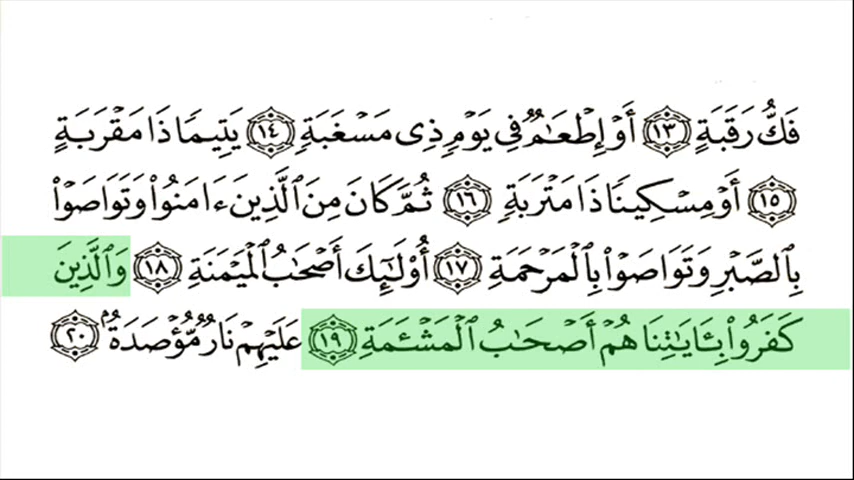 فَكُّ رَقَبَةٍ ١٣ أَوۡ إِطۡعَٰمٌ فِي يَوۡمٖ ذِي مَسۡغَبَةٖ ١٤ يَتِيمٗا ذَا مَقۡرَبَةٍ
١٥ أَوۡ مِسۡكِينٗا ذَا مَتۡرَبَةٖ ١٦ ثُمَّ كَانَ مِنَ ٱلَّذِينَ ءَامَنُواْ وَتَوَاصَوۡاْ
بِٱلصَّبۡرِ وَتَوَاصَوۡاْ بِٱلۡمَرۡحَمَةِ ١٧ أُوْلَٰٓئِكَ أَصۡحَٰبُ ٱلۡمَيۡمَنَةِ ١٨ وَٱلَّذِينَ
كَفَرُواْ بِـَٔايَٰتِنَا هُمۡ أَصۡحَٰبُ ٱلۡمَشۡـَٔمَةِ ١٩ عَلَيۡهِمۡ نَارٞ مُّؤۡصَدَةُۢ ٢٠